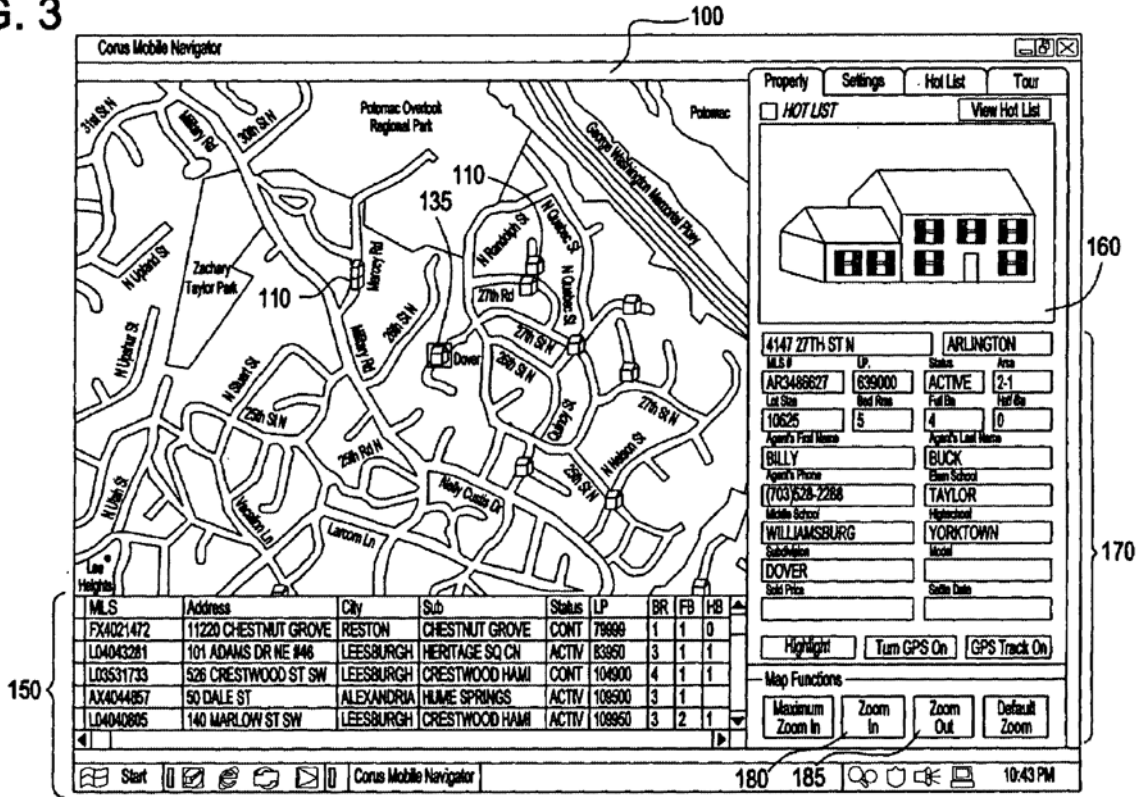 G. 3
100
Corus Mobile Navigator
Property Settings Hot List Tour
HOT LIST View Hot List
31st St N
Military Rd
30th St N
Potomac Overlook
Regional Park
Potomac
George Washington Memorial Pkwy
110
135
N Randolph St
N Quebec St
N Quebec St
160
N Upland St
Zachary
Taylor Park
110
Marcey Rd
27th Rd
N Upshur St
Military Rd
26th St N
Dover
27th St N
26th St N
N Stuart St
25th St N
25th Rd N
Quincy St
27th St N
N Nelson St
25th St N
N Utah St
Vacation Ln
Nelly Custis Dr
Larcom Ln
Lee
Heights
4147 27TH ST N ARLINGTON
MLS # LP. Status Area
AR3486627 639000 ACTIVE 2-1
Lot Size Bed Rms Full Ba Half Ba
10625 5 4 0
Agent's First Name Agent's Last Name
BILLY BUCK
Agent's Phone Elem School
(703)528-2288 TAYLOR
Middle School Highschool
WILLIAMSBURG YORKTOWN
Subdivision Model
DOVER
Sold Price Settle Date
170
Highlight Turn GPS On GPS Track On
Map Functions
Maximum Zoom In Zoom In Zoom Out Default Zoom
150
MLS Address City Sub Status LP BR FB HB
FX4021472 11220 CHESTNUT GROVE RESTON CHESTNUT GROVE CONT 79999 1 1 0
LO4043281 101 ADAMS DR NE #46 LEESBURGH HERITAGE SQ CN ACTIV 83950 3 1 1
LO3531733 526 CRESTWOOD ST SW LEESBURGH CRESTWOOD HAMI CONT 104900 4 1 1
AX4044857 50 DALE ST ALEXANDRIA HUME SPRINGS ACTIV 109500 3 1
LO4040805 140 MARLOW ST SW LEESBURGH CRESTWOOD HAMI ACTIV 109950 3 2 1
Start Corus Mobile Navigator 180 185 10:43 PM